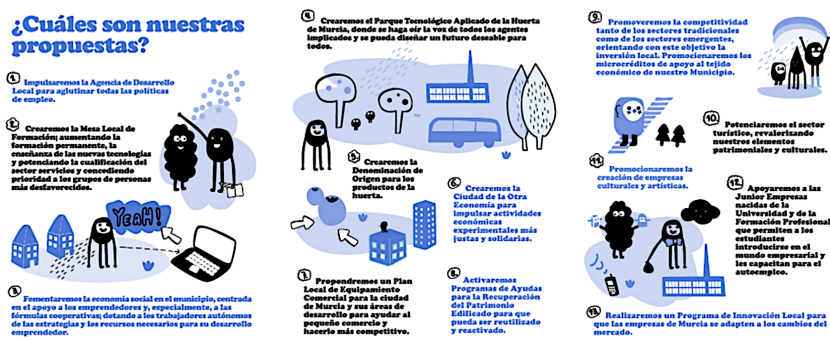 ¿Cuáles son nuestras
propuestas?
1. Impulsaremos la Agencia de Desarrollo
Local para aglutinar todas las políticas
de empleo.
2. Crearemos la Mesa Local de
Formación; aumentando la
formación permanente, la
enseñanza de las nuevas tecnologías
y potenciando la cualificación del
sector servicios y concediendo
prioridad a los grupos de personas
más desfavorecidos.
YEAH!
3. Fomentaremos la economía social en el municipio, centrada
en el apoyo a los emprendedores y, especialmente, a las
fórmulas cooperativas; dotando a los trabajadores autónomos
de las estrategias y los recursos necesarios para su desarrollo
emprendedor.
4. Crearemos el Parque Tecnológico Aplicado de la Huerta
de Murcia, donde se haga oír la voz de todos los agentes
implicados y se pueda diseñar un futuro deseable para
todos.
5. Crearemos la
Denominación de
Origen para los
productos de la
huerta.
6. Crearemos la
Ciudad de la Otra
Economía para
impulsar actividades
económicas
experimentales más
justas y solidarias.
7. Propondremos un Plan
Local de Equipamiento
Comercial para la ciudad
de Murcia y sus áreas de
desarrollo para ayudar al
pequeño comercio y
hacerlo más competitivo.
8. Activaremos
Programas de Ayudas
para la Recuperación
del Patrimonio
Edificado para que
pueda ser reutilizado
y reactivado.
9. Promoveremos la competitividad
tanto de los sectores tradicionales
como de los sectores emergentes,
orientando con este objetivo la
inversión local. Promocionaremos los
microcréditos de apoyo al tejido
económico de nuestro Municipio.
10. Potenciaremos el sector
turístico, revalorizando
nuestros elementos
patrimoniales y culturales.
11. Promocionaremos la
creación de empresas
culturales y artísticas.
12. Apoyaremos a las
Junior Empresas
nacidas de la
Universidad y de la
Formación Profesional
que permiten a los
estudiantes
introducirse en el
mundo empresarial y
les capacitan para el
autoempleo.
13. Realizaremos un Programa de Innovación Local para
que las empresas de Murcia se adapten a los cambios del
mercado.